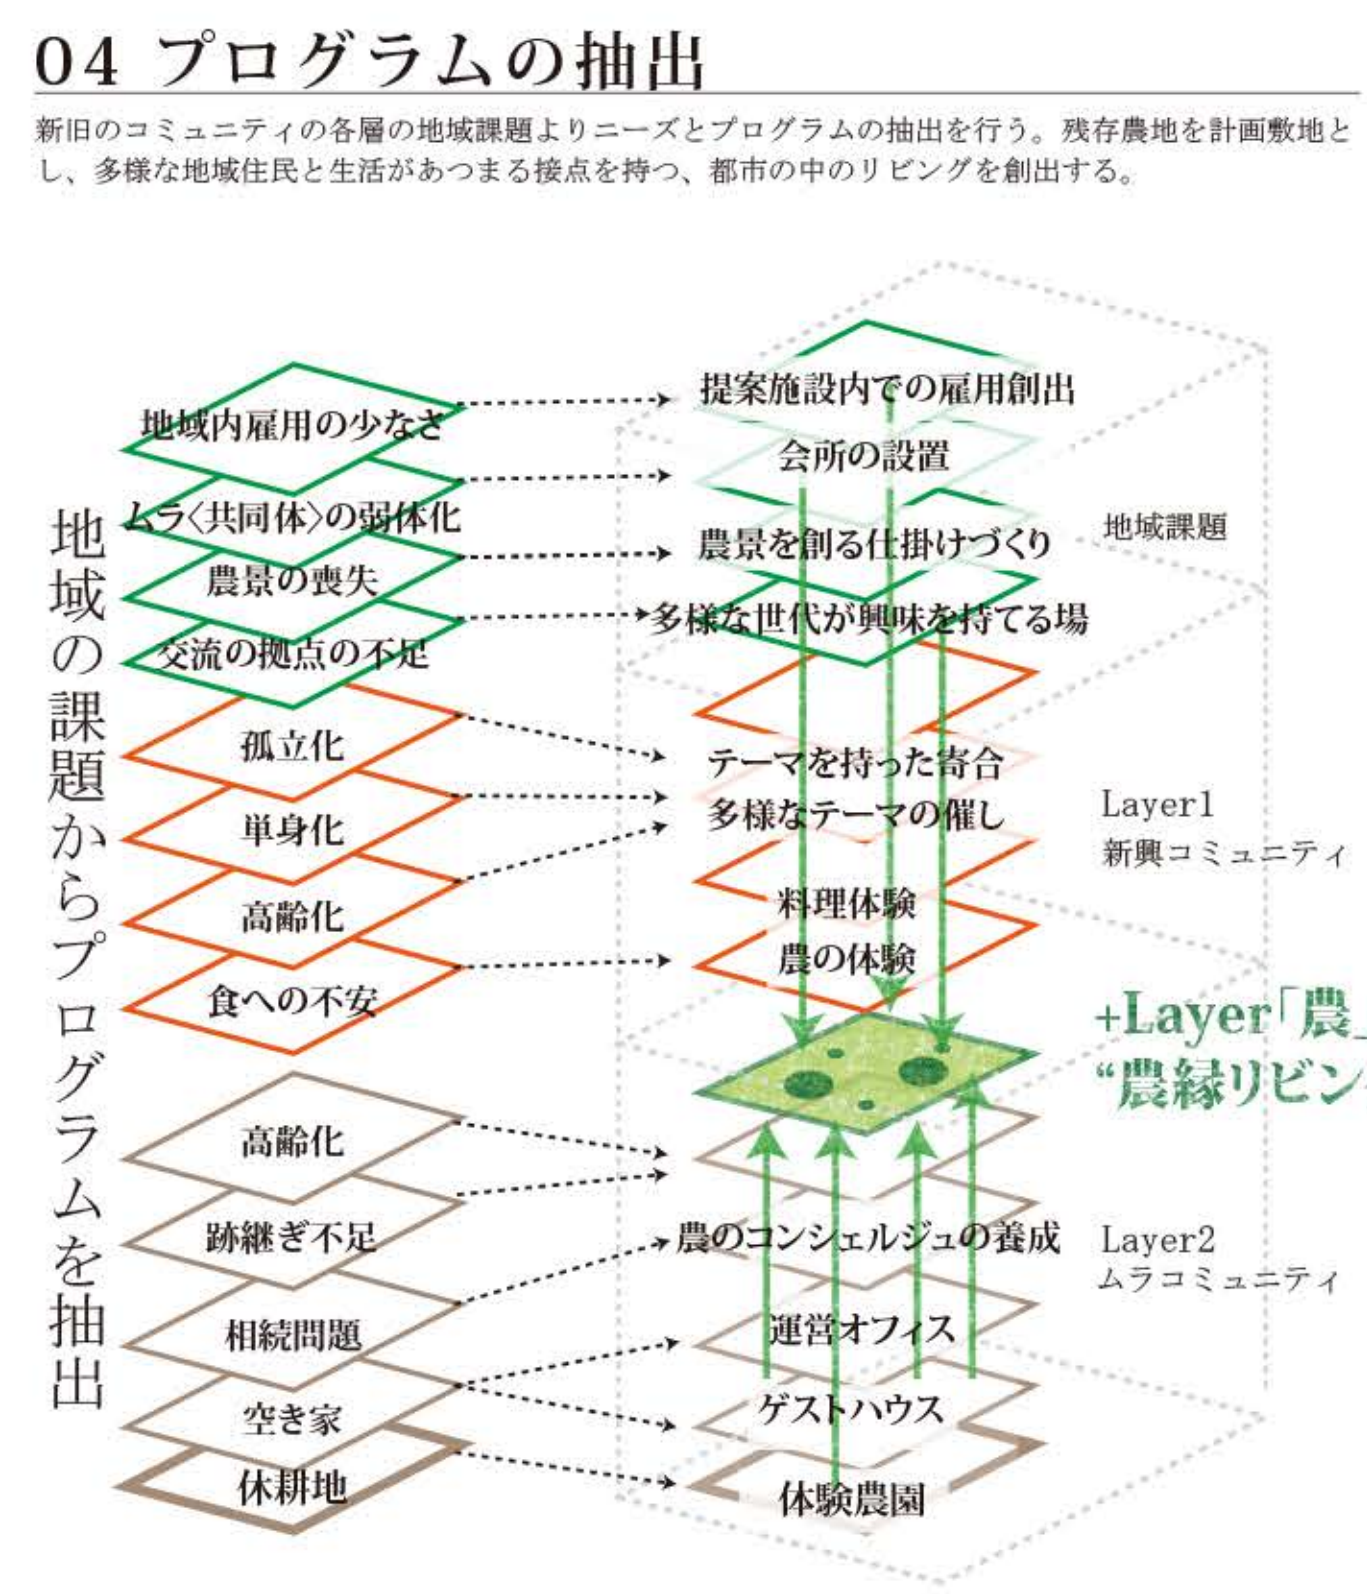 04 プログラムの抽出
新旧のコミュニティの各層の地域課題よりニーズとプログラムの抽出を行う。残存農地を計画敷地と
し、多様な地域住民と生活があつまる接点を持つ、都市の中のリビングを創出する。
地域の課題からプログラムを抽出
地域内雇用の少なさ
ムラ〈共同体〉の弱体化
農景の喪失
交流の拠点の不足
孤立化
単身化
高齢化
食への不安
高齢化
跡継ぎ不足
相続問題
空き家
休耕地
提案施設内での雇用創出
会所の設置
農景を創る仕掛けづくり
多様な世代が興味を持てる場
テーマを持った寄合
多様なテーマの催し
料理体験
農の体験
農のコンシェルジュの養成
運営オフィス
ゲストハウス
体験農園
地域課題
Layer1
新興コミュニティ
+Layer「農」
“農縁リビン
Layer2
ムラコミュニティ